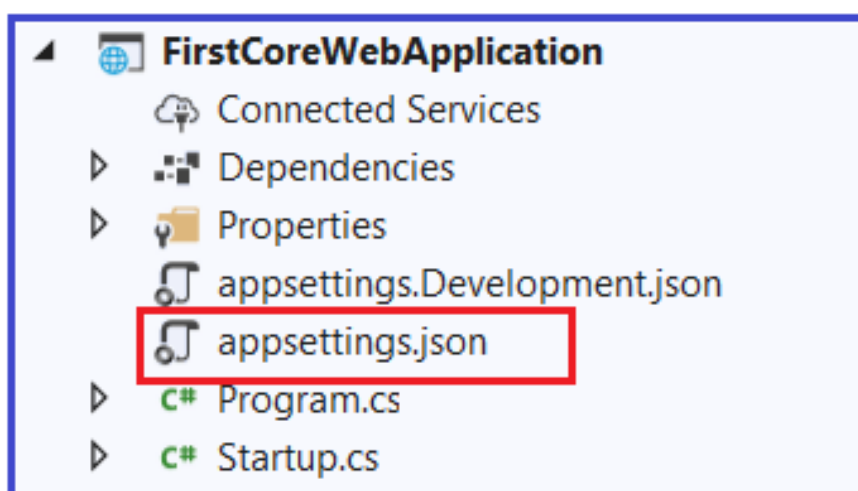 FirstCoreWebApplication
Connected Services
Dependencies
Properties
appsettings.Development.json
appsettings.json
C# Program.cs
C# Startup.cs